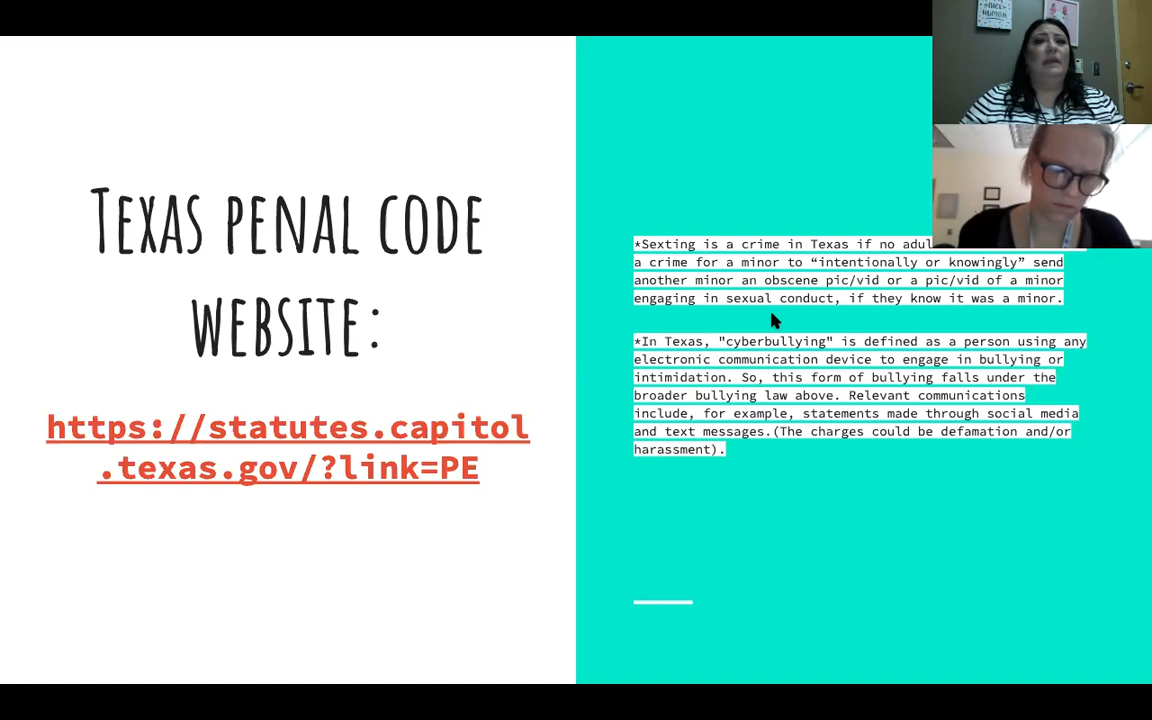 Texas penal code
website:
https://statutes.capitol
.texas.gov/?link=PE
*Sexting is a crime in Texas if no
a crime for a minor to “intentionally or knowingly” send
another minor an obscene pic/vid or a pic/vid of a minor
engaging in sexual conduct, if they know it was a minor.
*In Texas, "cyberbullying" is defined as a person using any
electronic communication device to engage in bullying or
intimidation. So, this form of bullying falls under the
broader bullying law above. Relevant communications
include, for example, statements made through social media
and text messages.(The charges could be defamation and/or
harassment).